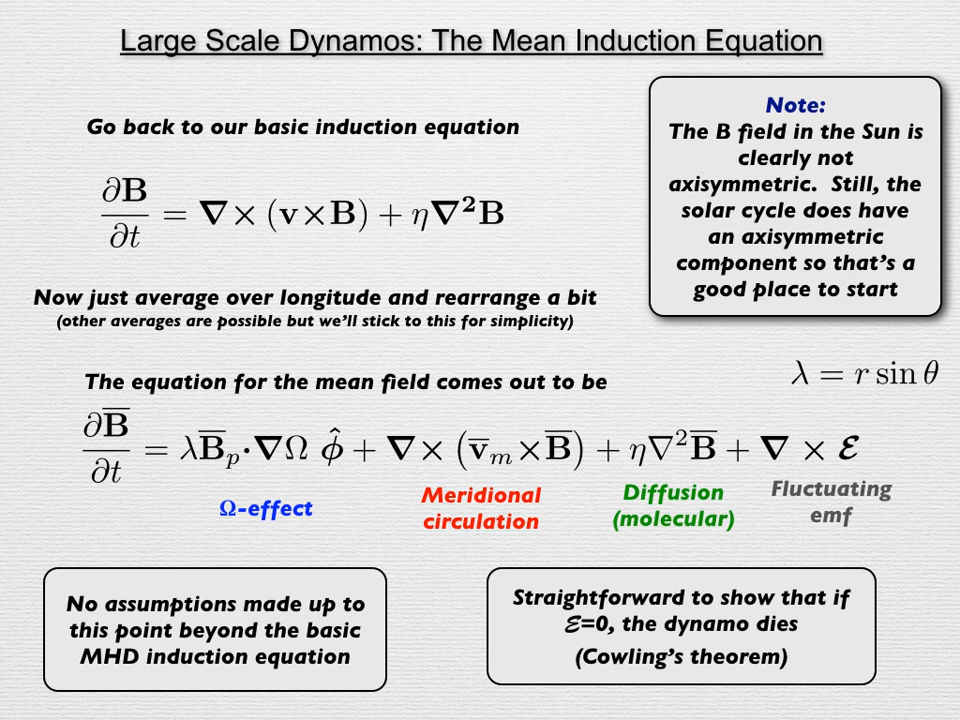 Large Scale Dynamos: The Mean Induction Equation
Go back to our basic induction equation
∂𝐁/∂t = ∇× (𝐯×𝐁) + η∇²𝐁
Note:
The B field in the Sun is
clearly not
axisymmetric. Still, the
solar cycle does have
an axisymmetric
component so that's a
good place to start
Now just average over longitude and rearrange a bit
(other averages are possible but we'll stick to this for simplicity)
λ = r sin θ
The equation for the mean field comes out to be
∂𝐁̅/∂t = λ𝐁̅ₚ·∇Ω ϕ̂ + ∇× (𝐯̅ₘ×𝐁̅) + η∇²𝐁̅ + ∇ × ℰ
Ω-effect
Meridional
circulation
Diffusion
(molecular)
Fluctuating
emf
No assumptions made up to
this point beyond the basic
MHD induction equation
Straightforward to show that if
ℰ=0, the dynamo dies
(Cowling's theorem)